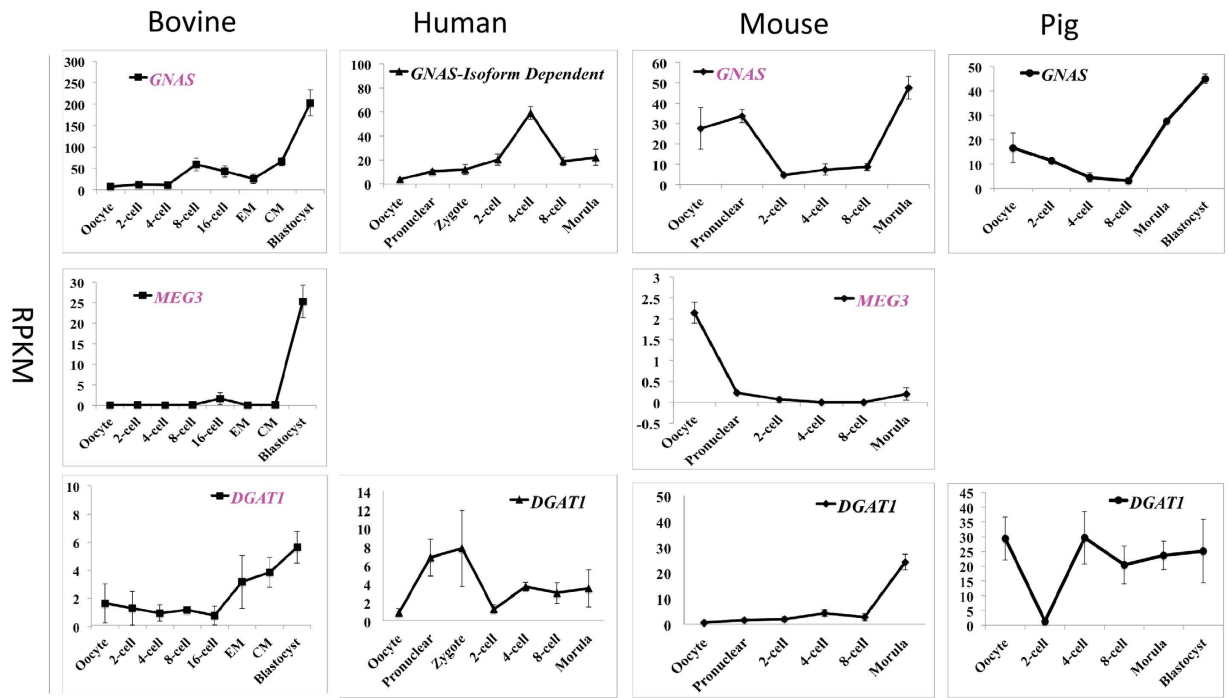 Bovine
Human
Mouse
Pig
RPKM
GNAS
300
250
200
150
100
50
0
Oocyte
2-cell
4-cell
8-cell
16-cell
EM
CM
Blastocyst
GNAS-Isoform Dependent
100
80
60
40
20
0
Oocyte
Pronuclear
Zygote
2-cell
4-cell
8-cell
Morula
GNAS
60
50
40
30
20
10
0
Oocyte
Pronuclear
2-cell
4-cell
8-cell
Morula
GNAS
50
40
30
20
10
0
Oocyte
2-cell
4-cell
8-cell
Morula
Blastocyst
MEG3
30
25
20
15
10
5
0
Oocyte
2-cell
4-cell
8-cell
16-cell
EM
CM
Blastocyst
MEG3
3
2.5
2
1.5
1
0.5
0
-0.5
Oocyte
Pronuclear
2-cell
4-cell
8-cell
Morula
DGAT1
10
8
6
4
2
0
Oocyte
2-cell
4-cell
8-cell
16-cell
EM
CM
Blastocyst
DGAT1
14
12
10
8
6
4
2
0
Oocyte
Pronuclear
Zygote
2-cell
4-cell
8-cell
Morula
DGAT1
50
40
30
20
10
0
Oocyte
Pronuclear
2-cell
4-cell
8-cell
Morula
DGAT1
45
40
35
30
25
20
15
10
5
0
Oocyte
2-cell
4-cell
8-cell
Morula
Blastocyst